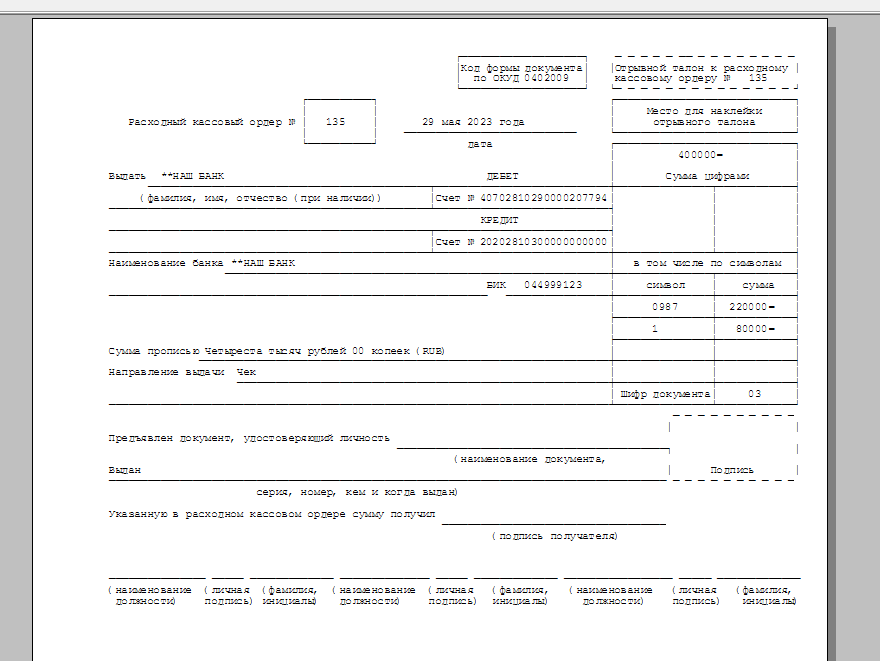 Код формы документа
по ОКУД 0402009
Отрывной талон к расходному
кассовому ордеру № 135
Расходный кассовый ордер № 135
29 мая 2023 года
Место для наклейки
отрывного талона
дата
400000=
Выдать **НАШ БАНК
ДЕБЕТ
Сумма цифрами
(фамилия, имя, отчество (при наличии))
Счет № 40702810290000207794
КРЕДИТ
Счет № 20202810300000000000
Наименование банка **НАШ БАНК
в том числе по символам
БИК 044999123
символ
сумма
0987
220000=
1
80000=
Сумма прописью Четыреста тысяч рублей 00 копеек (RUB)
Направление выдачи Чек
Шифр документа
03
Предъявлен документ, удостоверяющий личность
(наименование документа,
Выдан
Подпись
серия, номер, кем и когда выдан)
Указанную в расходном кассовом ордере сумму получил
(подпись получателя)
(наименование (личная (фамилия, (наименование (личная (фамилия, (наименование (личная (фамилия,
должности) подпись) инициалы) должности) подпись) инициалы) должности) подпись) инициалы)